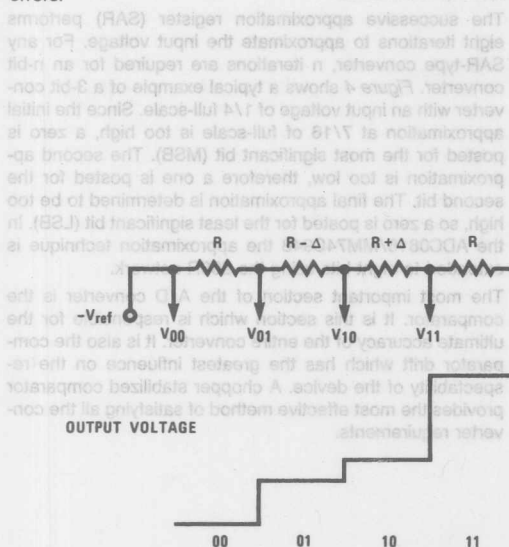 The successive approximation register (SAR) performs
eight iterations to approximate the input voltage. For any
SAR-type converter, n iterations are required for an n-bit
converter. Figure 4 shows a typical example of a 3-bit con-
verter with an input voltage of 1/4 full-scale. Since the initial
approximation at 7/16 of full-scale is too high, a zero is
posted for the most significant bit (MSB). The second ap-
proximation is too low, therefore a one is posted for the
second bit. The final approximation is determined to be too
high, so a zero is posted for the least significant bit (LSB). In
the approximation technique is
network.
R R – Δ R + Δ R
The most important section of the A/D converter is the
comparator. It is this section which is responsible for the
ultimate accuracy of the entire converter. It is also the com-
parator drift which has the greatest influence on the re-
spectability of the device. A chopper stabilized comparator
provides the most effective method of satisfying all the con-
verter requirements.
–Vref V00 V01 V10 V11
OUTPUT VOLTAGE
00 01 10 11